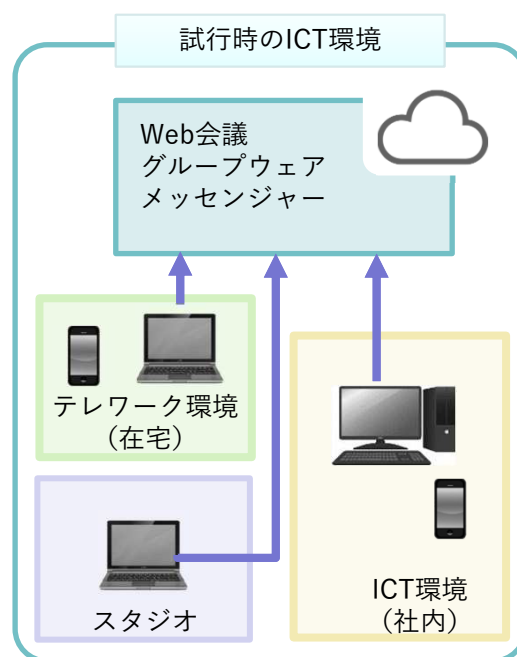 試行時のICT環境
Web会議
グループウェア
メッセンジャー
テレワーク環境
（在宅）
スタジオ
ICT環境
（社内）